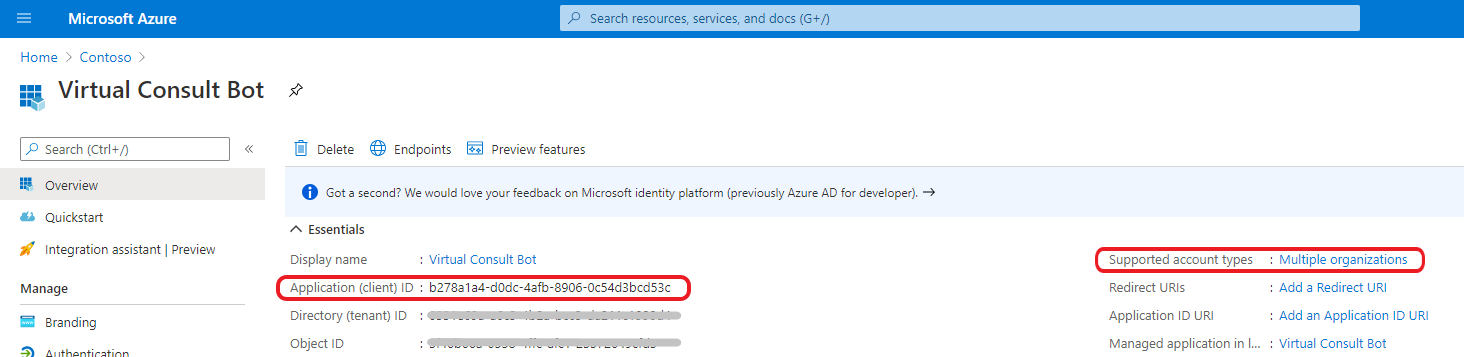 Microsoft Azure
Search resources, services, and docs (G+/)
Home > Contoso >
Virtual Consult Bot
Search (Ctrl+/)
«
Delete
Endpoints
Preview features
Overview
Got a second? We would love your feedback on Microsoft identity platform (previously Azure AD for developer). →
Quickstart
Integration assistant | Preview
Essentials
Display name : Virtual Consult Bot
Supported account types : Multiple organizations
Application (client) ID : b278a1a4-d0dc-4afb-8906-0c54d3bcd53c
Redirect URIs : Add a Redirect URI
Manage
Directory (tenant) ID :
Application ID URI : Add an Application ID URI
Branding
Object ID :
Managed application in l... : Virtual Consult Bot
Authentication